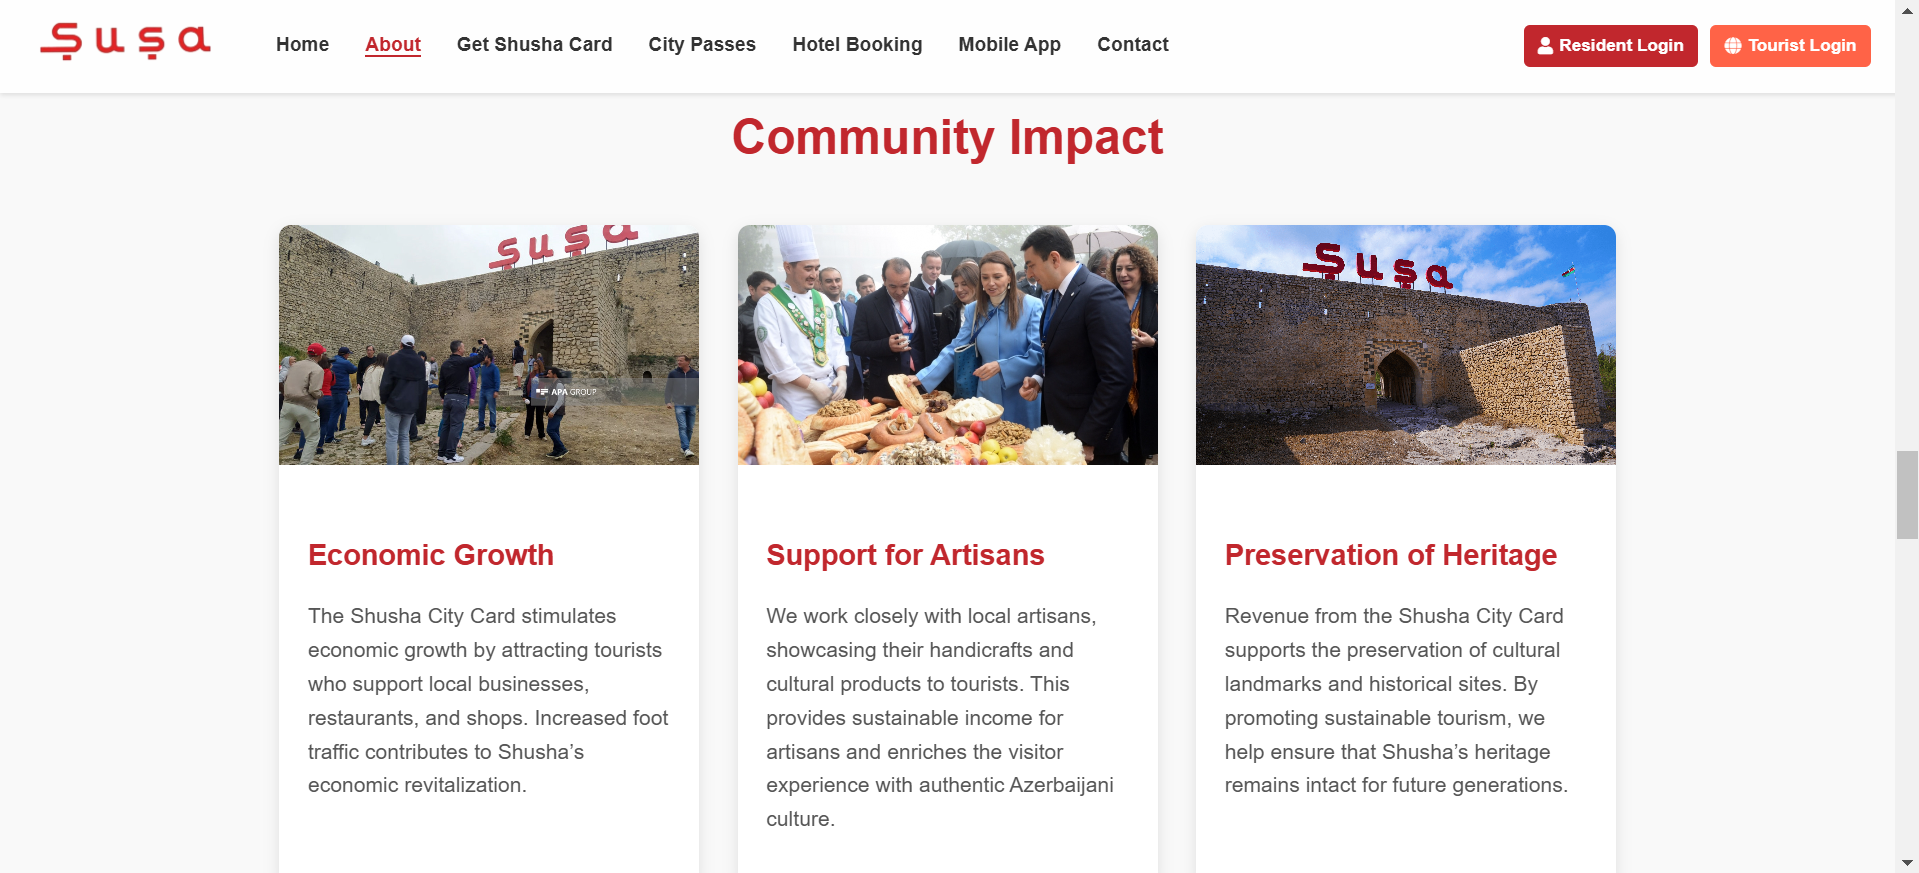 Şuşa
Home
About
Get Shusha Card
City Passes
Hotel Booking
Mobile App
Contact
Resident Login
Tourist Login
Community Impact
Şuşa
APA GROUP
Şuşa
Economic Growth
The Shusha City Card stimulates
economic growth by attracting tourists
who support local businesses,
restaurants, and shops. Increased foot
traffic contributes to Shusha’s
economic revitalization.
Support for Artisans
We work closely with local artisans,
showcasing their handicrafts and
cultural products to tourists. This
provides sustainable income for
artisans and enriches the visitor
experience with authentic Azerbaijani
culture.
Preservation of Heritage
Revenue from the Shusha City Card
supports the preservation of cultural
landmarks and historical sites. By
promoting sustainable tourism, we
help ensure that Shusha’s heritage
remains intact for future generations.